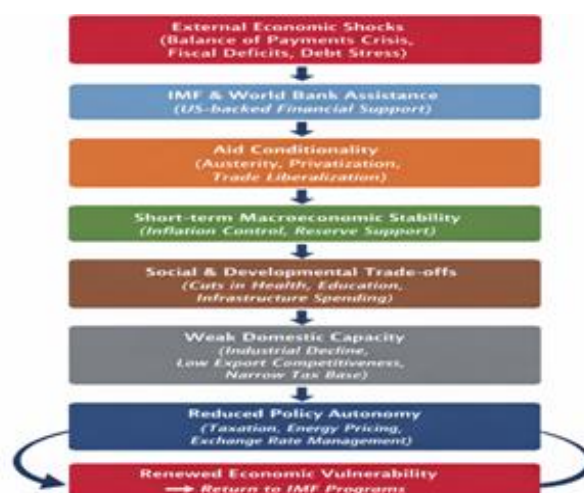 External Economic Shocks
(Balance of Payments Crisis,
Fiscal Deficits, Debt Stress)
IMF & World Bank Assistance
(US-backed Financial Support)
Aid Conditionality
(Austerity, Privatization,
Trade Liberalization)
Short-term Macroeconomic Stability
(Inflation Control, Reserve Support)
Social & Developmental Trade-offs
(Cuts in Health, Education,
Infrastructure Spending)
Weak Domestic Capacity
(Industrial Decline,
Low Export Competitiveness,
Narrow Tax Base)
Reduced Policy Autonomy
(Taxation, Energy Pricing,
Exchange Rate Management)
Renewed Economic Vulnerability
→ Return to IMF Programs